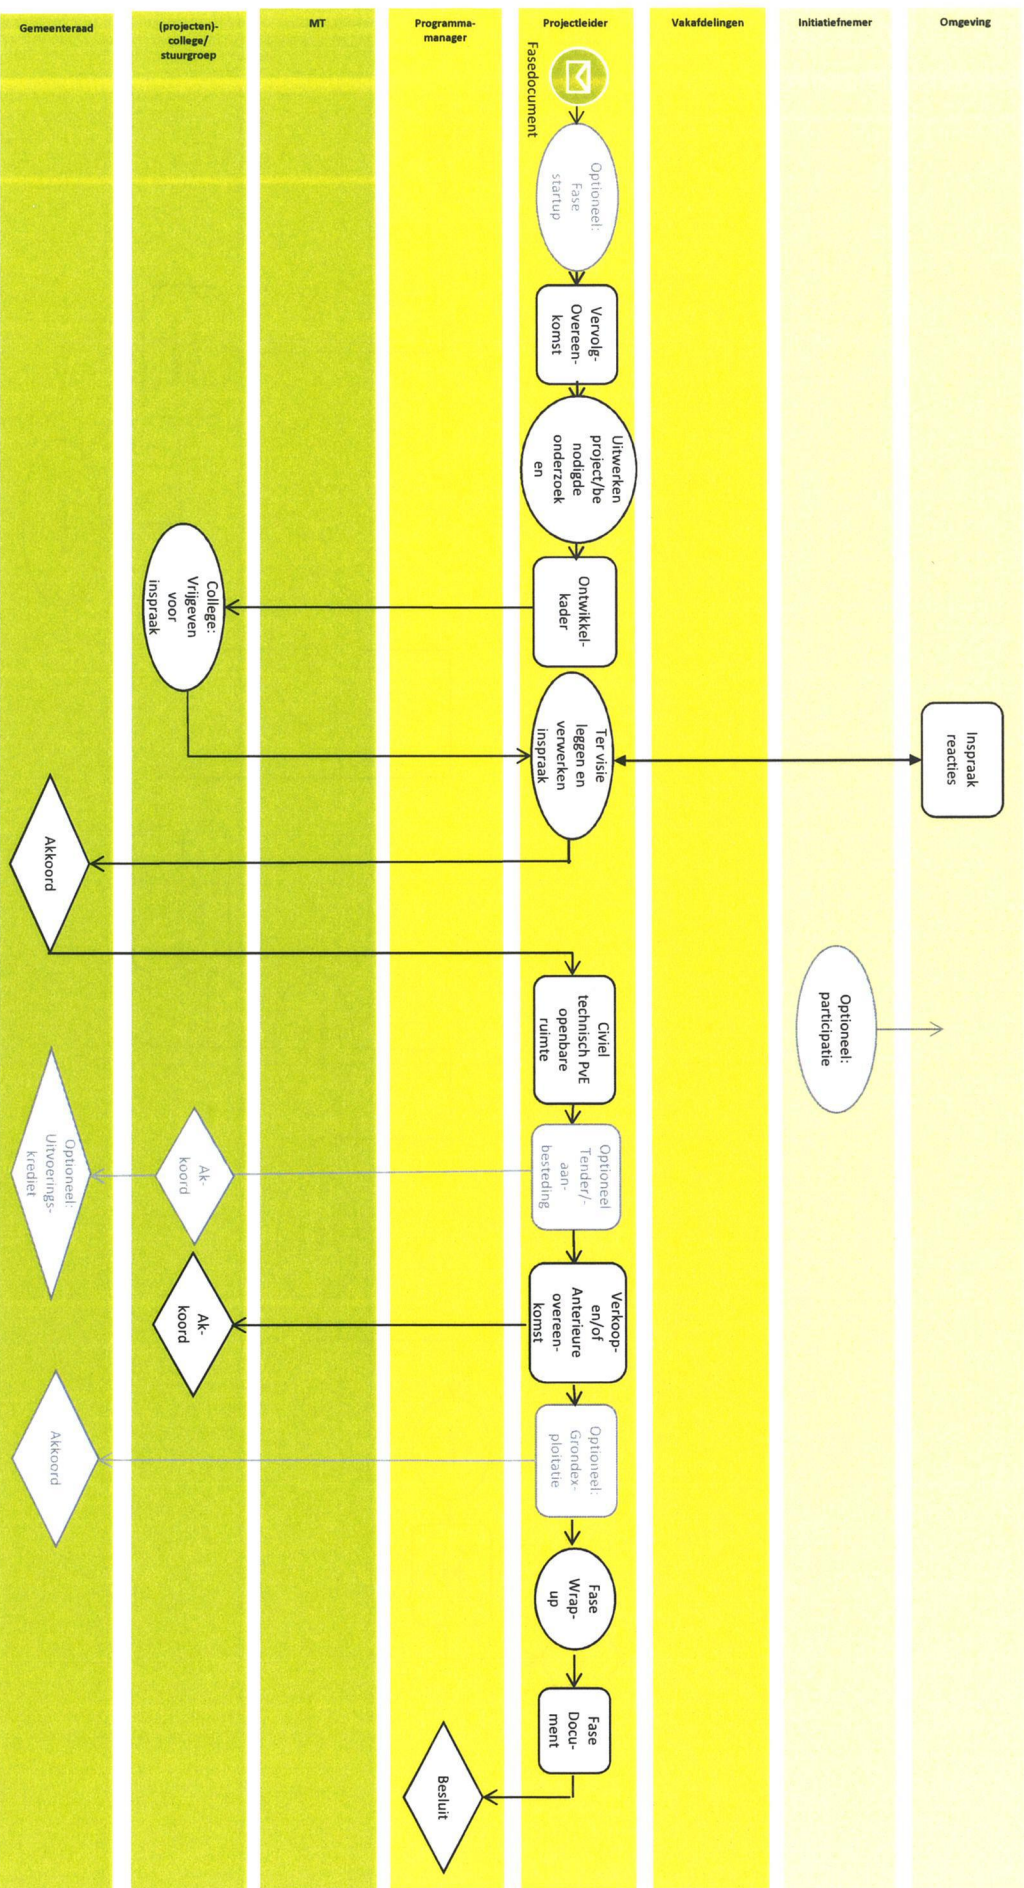 Gemeenteraad
(projecten)-
college/
stuurgroep
MT
Programma-
manager
Projectleider
Vakafdelingen
Initiatiefnemer
Omgeving
Fasedocument
Optioneel:
Fase
startup
Vervolg-
Overeen-
komst
Uitwerken
project/be
nodigde
onderzoek
en
Ontwikkel-
kader
College:
Vrijgeven
voor
inspraak
Ter visie
leggen en
verwerken
inspraak
Inspraak
reacties
Akkoord
Optioneel:
participatie
Civiel
technisch PvE
openbare
ruimte
Optioneel
Tender/-
aan-
besteding
Ak-
koord
Optioneel:
Uitvoerings-
krediet
Verkoop-
en/of
Anterieure
overeen-
komst
Ak-
koord
Optioneel:
Grondex-
ploitatie
Akkoord
Fase
Wrap-
up
Fase
Docu-
ment
Besluit